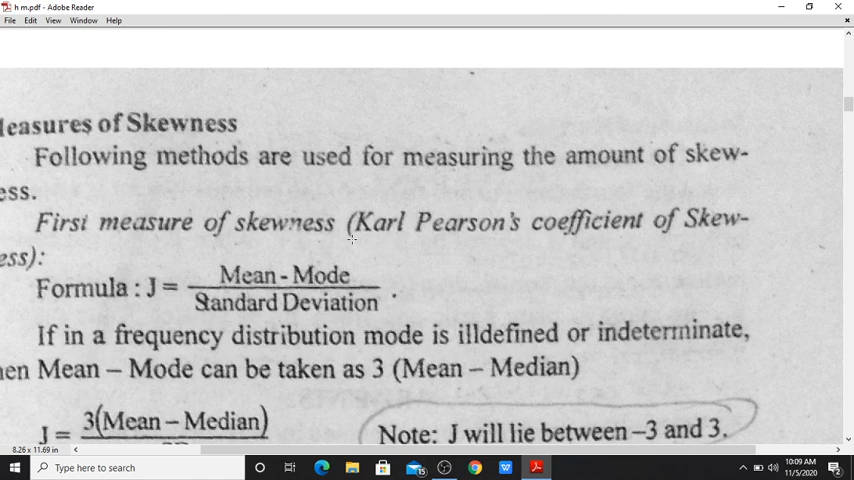 h m.pdf - Adobe Reader
File Edit View Window Help
leasures of Skewness
Following methods are used for measuring the amount of skew-
ess.
First measure of skewness (Karl Pearson's coefficient of Skew-
ess):
Formula : J = Mean - Mode
Standard Deviation .
If in a frequency distribution mode is illdefined or indeterminate,
hen Mean – Mode can be taken as 3 (Mean – Median)
J = 3(Mean – Median)
Note: J will lie between –3 and 3.
8.26 x 11.69 in
Type here to search
15
W
10:09 AM
11/5/2020
2